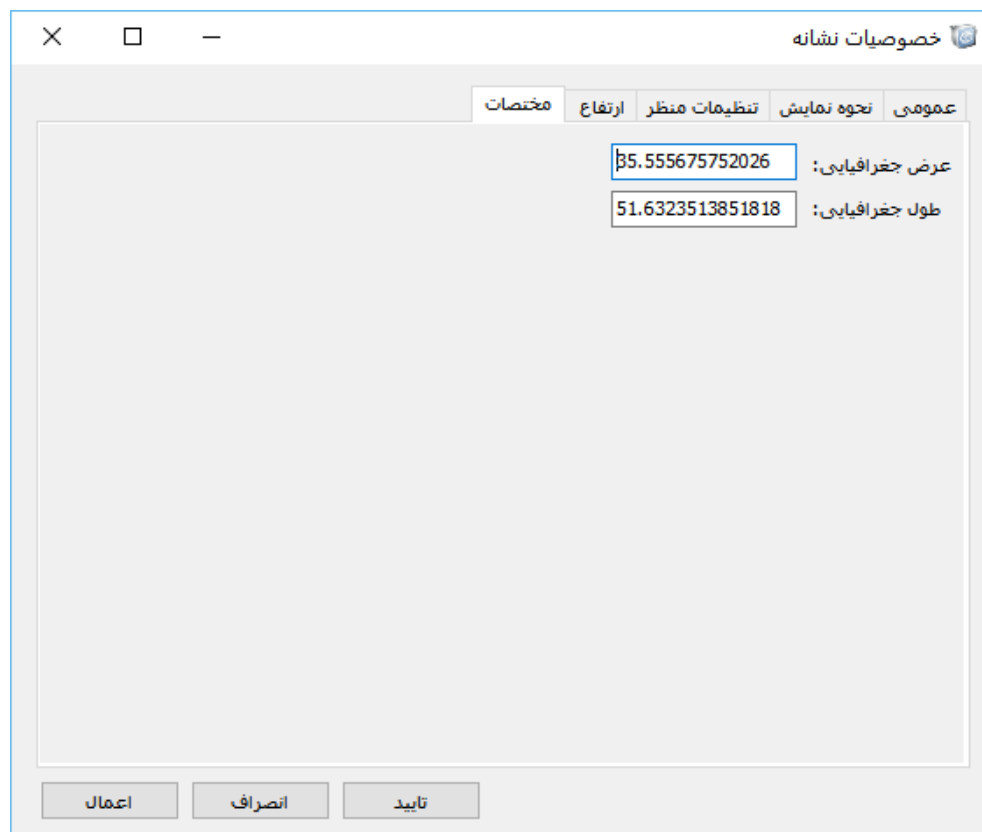 خصوصیات نشانه
عمومی نحوه نمایش تنظیمات منظر ارتفاع مختصات
عرض جغرافیایی: 35.555675752026
طول جغرافیایی: 51.6323513851818
تایید انصراف اعمال